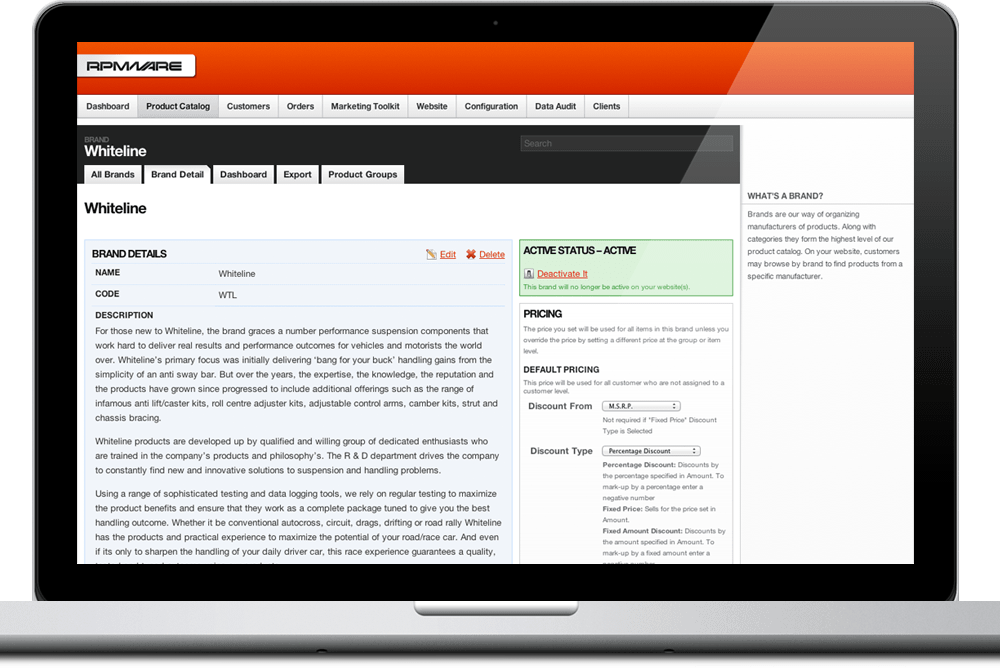 RPMWARE
Dashboard Product Catalog Customers Orders Marketing Toolkit Website Configuration Data Audit Clients
BRAND
Whiteline
Search
All Brands Brand Detail Dashboard Export Product Groups
Whiteline
BRAND DETAILS
Edit Delete
NAME Whiteline
CODE WTL
DESCRIPTION
For those new to Whiteline, the brand graces a number performance suspension components that
work hard to deliver real results and performance outcomes for vehicles and motorists the world
over. Whiteline's primary focus was initially delivering 'bang for your buck' handling gains from the
simplicity of an anti sway bar. But over the years, the expertise, the knowledge, the reputation and
the products have grown since progressed to include additional offerings such as the range of
infamous anti lift/caster kits, roll centre adjuster kits, adjustable control arms, camber kits, strut and
chassis bracing.
Whiteline products are developed up by qualified and willing group of dedicated enthusiasts who
are trained in the company's products and philosophy's. The R & D department drives the company
to constantly find new and innovative solutions to suspension and handling problems.
Using a range of sophisticated testing and data logging tools, we rely on regular testing to maximize
the product benefits and ensure that they work as a complete package tuned to give you the best
handling outcome. Whether it be conventional autocross, circuit, drags, drifting or road rally Whiteline
has the products and practical experience to maximize the potential of your road/race car. And even
if its only to sharpen the handling of your daily driver car, this race experience guarantees a quality,
ACTIVE STATUS – ACTIVE
Deactivate It
This brand will no longer be active on your website(s).
PRICING
The price you set will be used for all items in this brand unless you
override the price by setting a different price at the group or item
level.
DEFAULT PRICING
This price will be used for all customer who are not assigned to a
customer level.
Discount From M.S.R.P.
Not required if "Fixed Price" Discount
Type is Selected
Discount Type Percentage Discount
Percentage Discount: Discounts by
the percentage specified in Amount. To
mark-up by a percentage enter a
negative number
Fixed Price: Sells for the price set in
Amount.
Fixed Amount Discount: Discounts by
the amount specified in Amount. To
mark-up by a fixed amount enter a
negative number
WHAT'S A BRAND?
Brands are our way of organizing
manufacturers of products. Along with
categories they form the highest level of our
product catalog. On your website, customers
may browse by brand to find products from a
specific manufacturer.